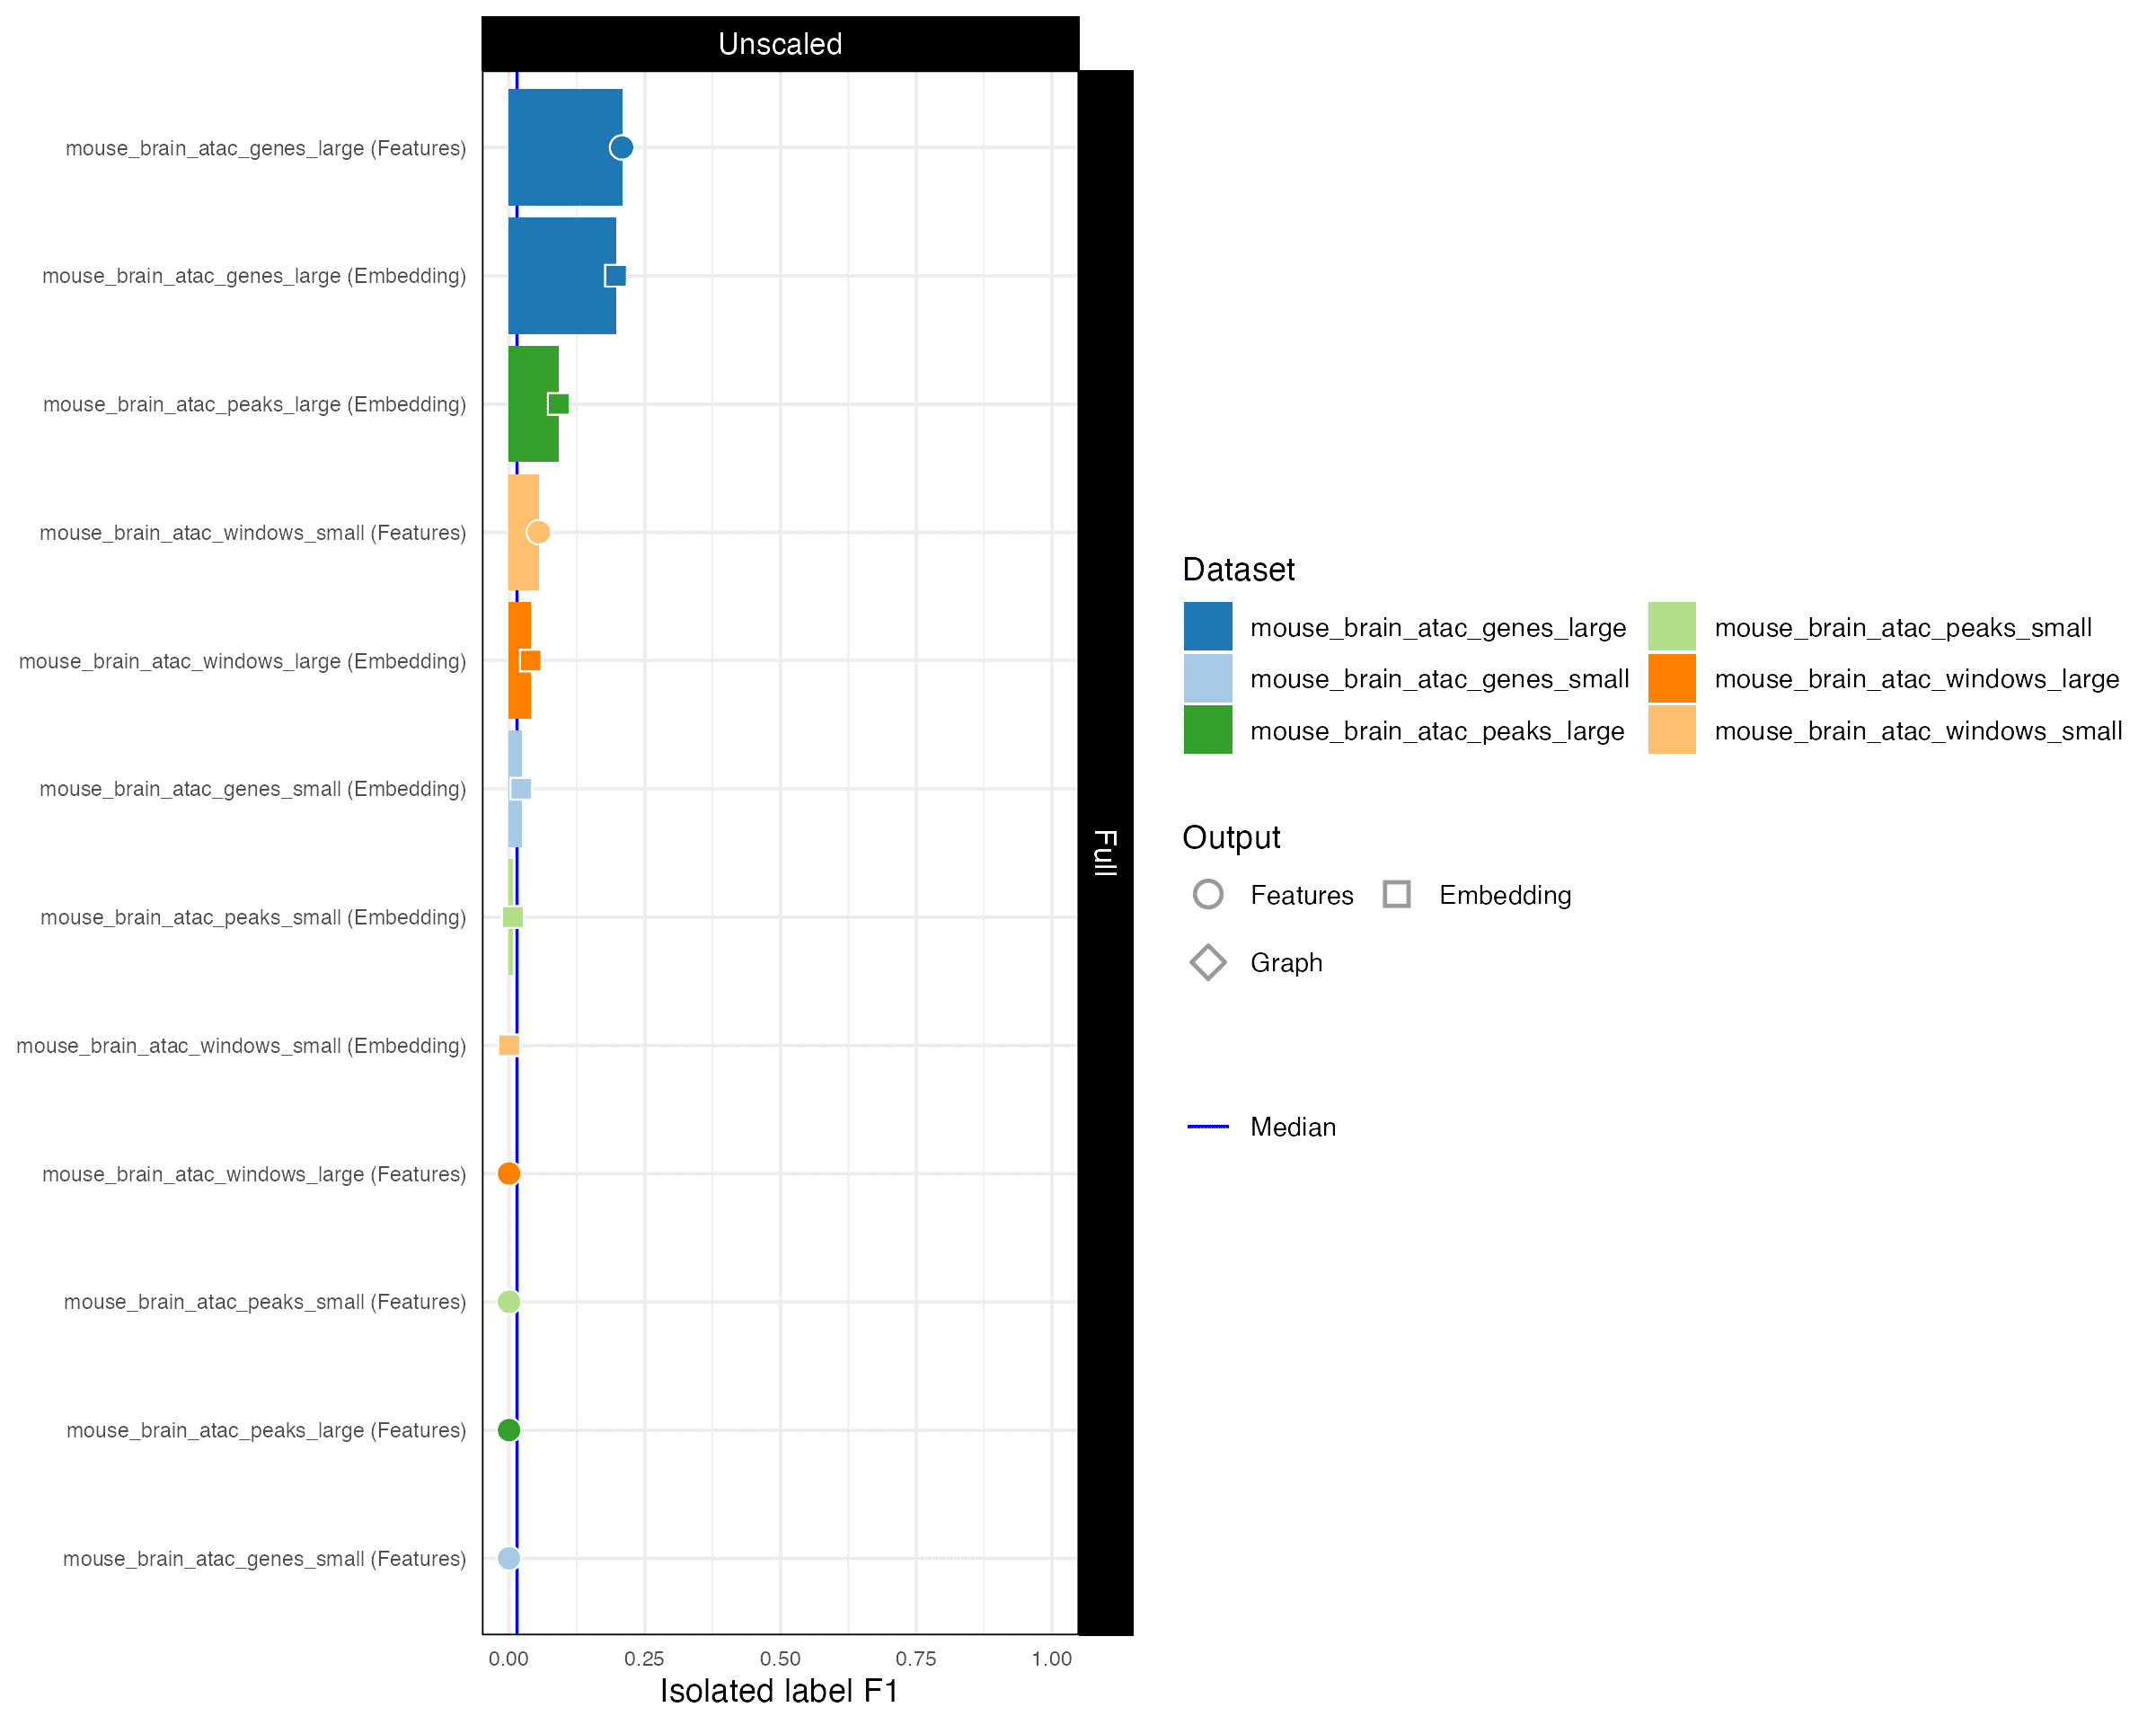 Unscaled
mouse_brain_atac_genes_large (Features)
mouse_brain_atac_genes_large (Embedding)
mouse_brain_atac_peaks_large (Embedding)
mouse_brain_atac_windows_small (Features)
mouse_brain_atac_windows_large (Embedding)
mouse_brain_atac_genes_small (Embedding)
mouse_brain_atac_peaks_small (Embedding)
mouse_brain_atac_windows_small (Embedding)
mouse_brain_atac_windows_large (Features)
mouse_brain_atac_peaks_small (Features)
mouse_brain_atac_peaks_large (Features)
mouse_brain_atac_genes_small (Features)
0.00 0.25 0.50 0.75 1.00
Isolated label F1
Full
Dataset
mouse_brain_atac_genes_large mouse_brain_atac_peaks_small
mouse_brain_atac_genes_small mouse_brain_atac_windows_large
mouse_brain_atac_peaks_large mouse_brain_atac_windows_small
Output
Features Embedding
Graph
Median